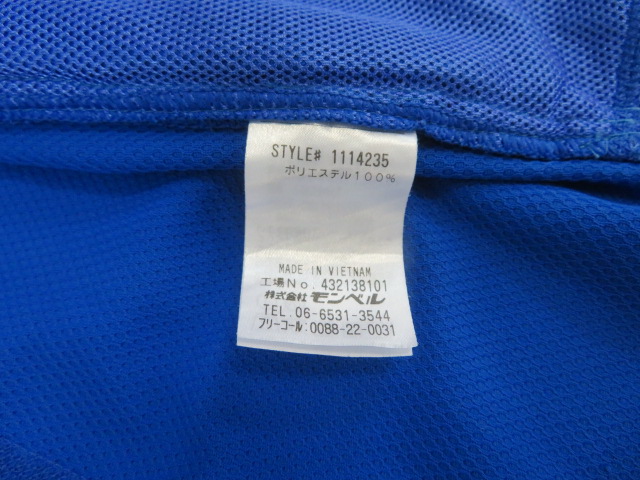 STYLE# 1114235
ポリエステル100%
MADE IN VIETNAM
工場No. 432138101
株式会社 モンベル
TEL.06-6531-3544
フリーコール:0088-22-0031